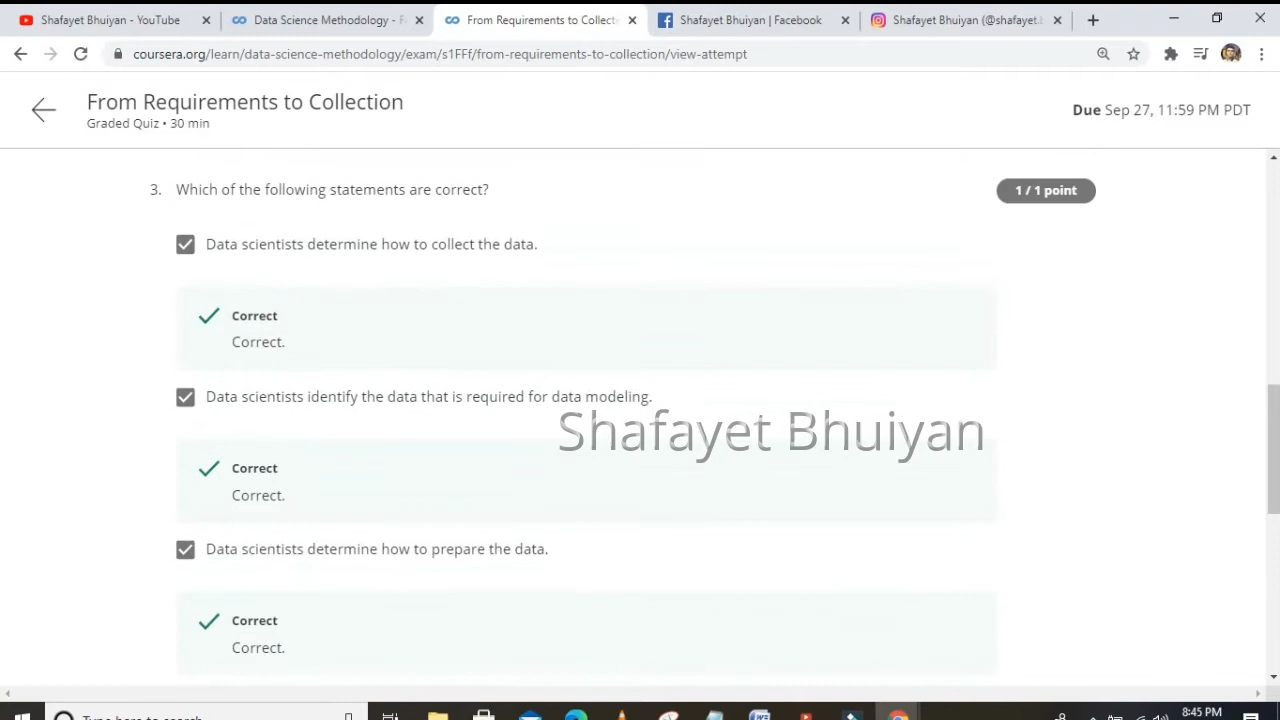 Shafayet Bhuiyan - YouTube
Data Science Methodology - F
From Requirements to Collect
Shafayet Bhuiyan | Facebook
Shafayet Bhuiyan (@shafayet.b
coursera.org/learn/data-science-methodology/exam/s1FFf/from-requirements-to-collection/view-attempt
From Requirements to Collection
Graded Quiz • 30 min
Due Sep 27, 11:59 PM PDT
3. Which of the following statements are correct?
1 / 1 point
Data scientists determine how to collect the data.
Correct
Correct.
Data scientists identify the data that is required for data modeling.
Shafayet Bhuiyan
Correct
Correct.
Data scientists determine how to prepare the data.
Correct
Correct.
Type here to search
8:45 PM